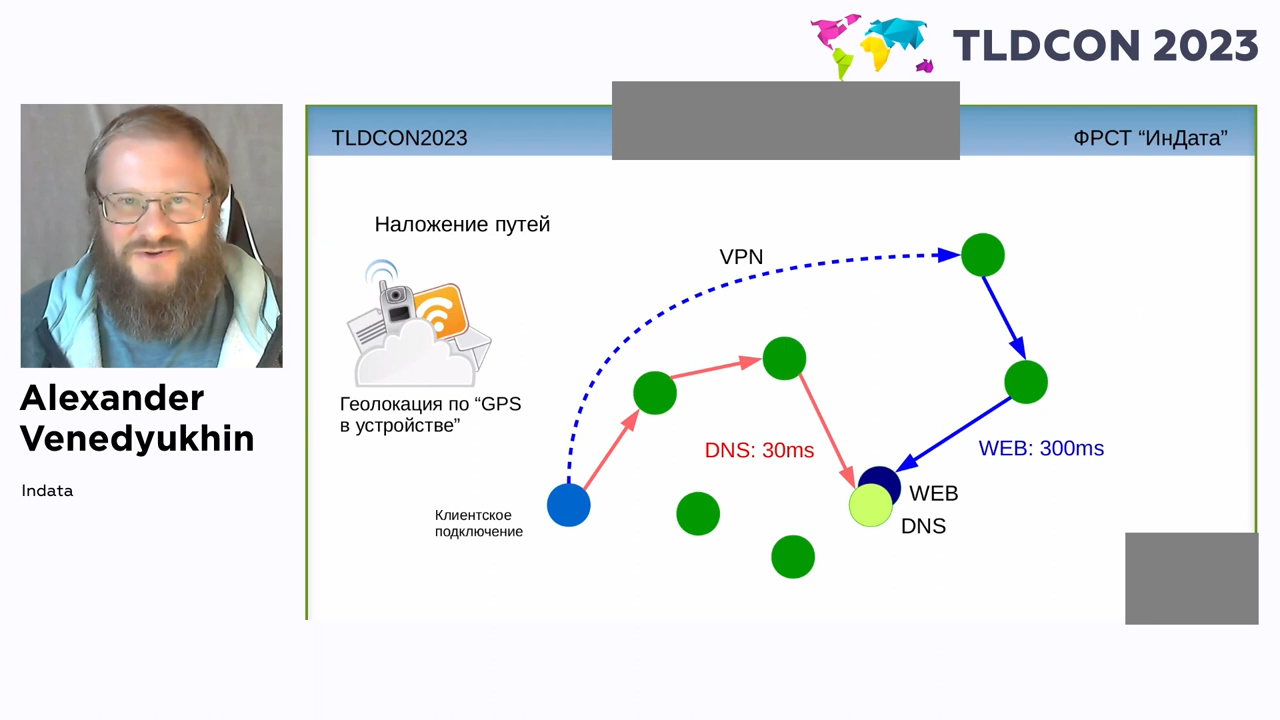 TLDCON 2023
TLDCON2023
ФРСТ “ИнДата”
Наложение путей
VPN
Геолокация по “GPS
в устройстве”
DNS: 30ms
WEB: 300ms
WEB
DNS
Клиентское
подключение
Alexander
Venedyukhin
Indata